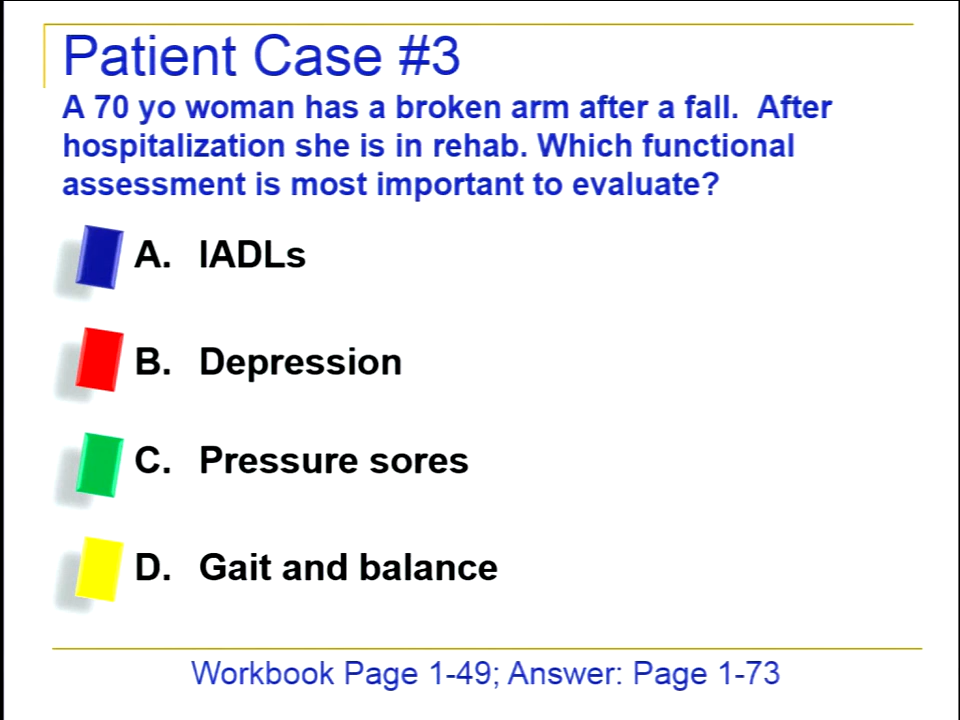 Patient Case #3
A 70 yo woman has a broken arm after a fall.  After
hospitalization she is in rehab. Which functional
assessment is most important to evaluate?
A. IADLs
B. Depression
C. Pressure sores
D. Gait and balance
Workbook Page 1-49; Answer: Page 1-73